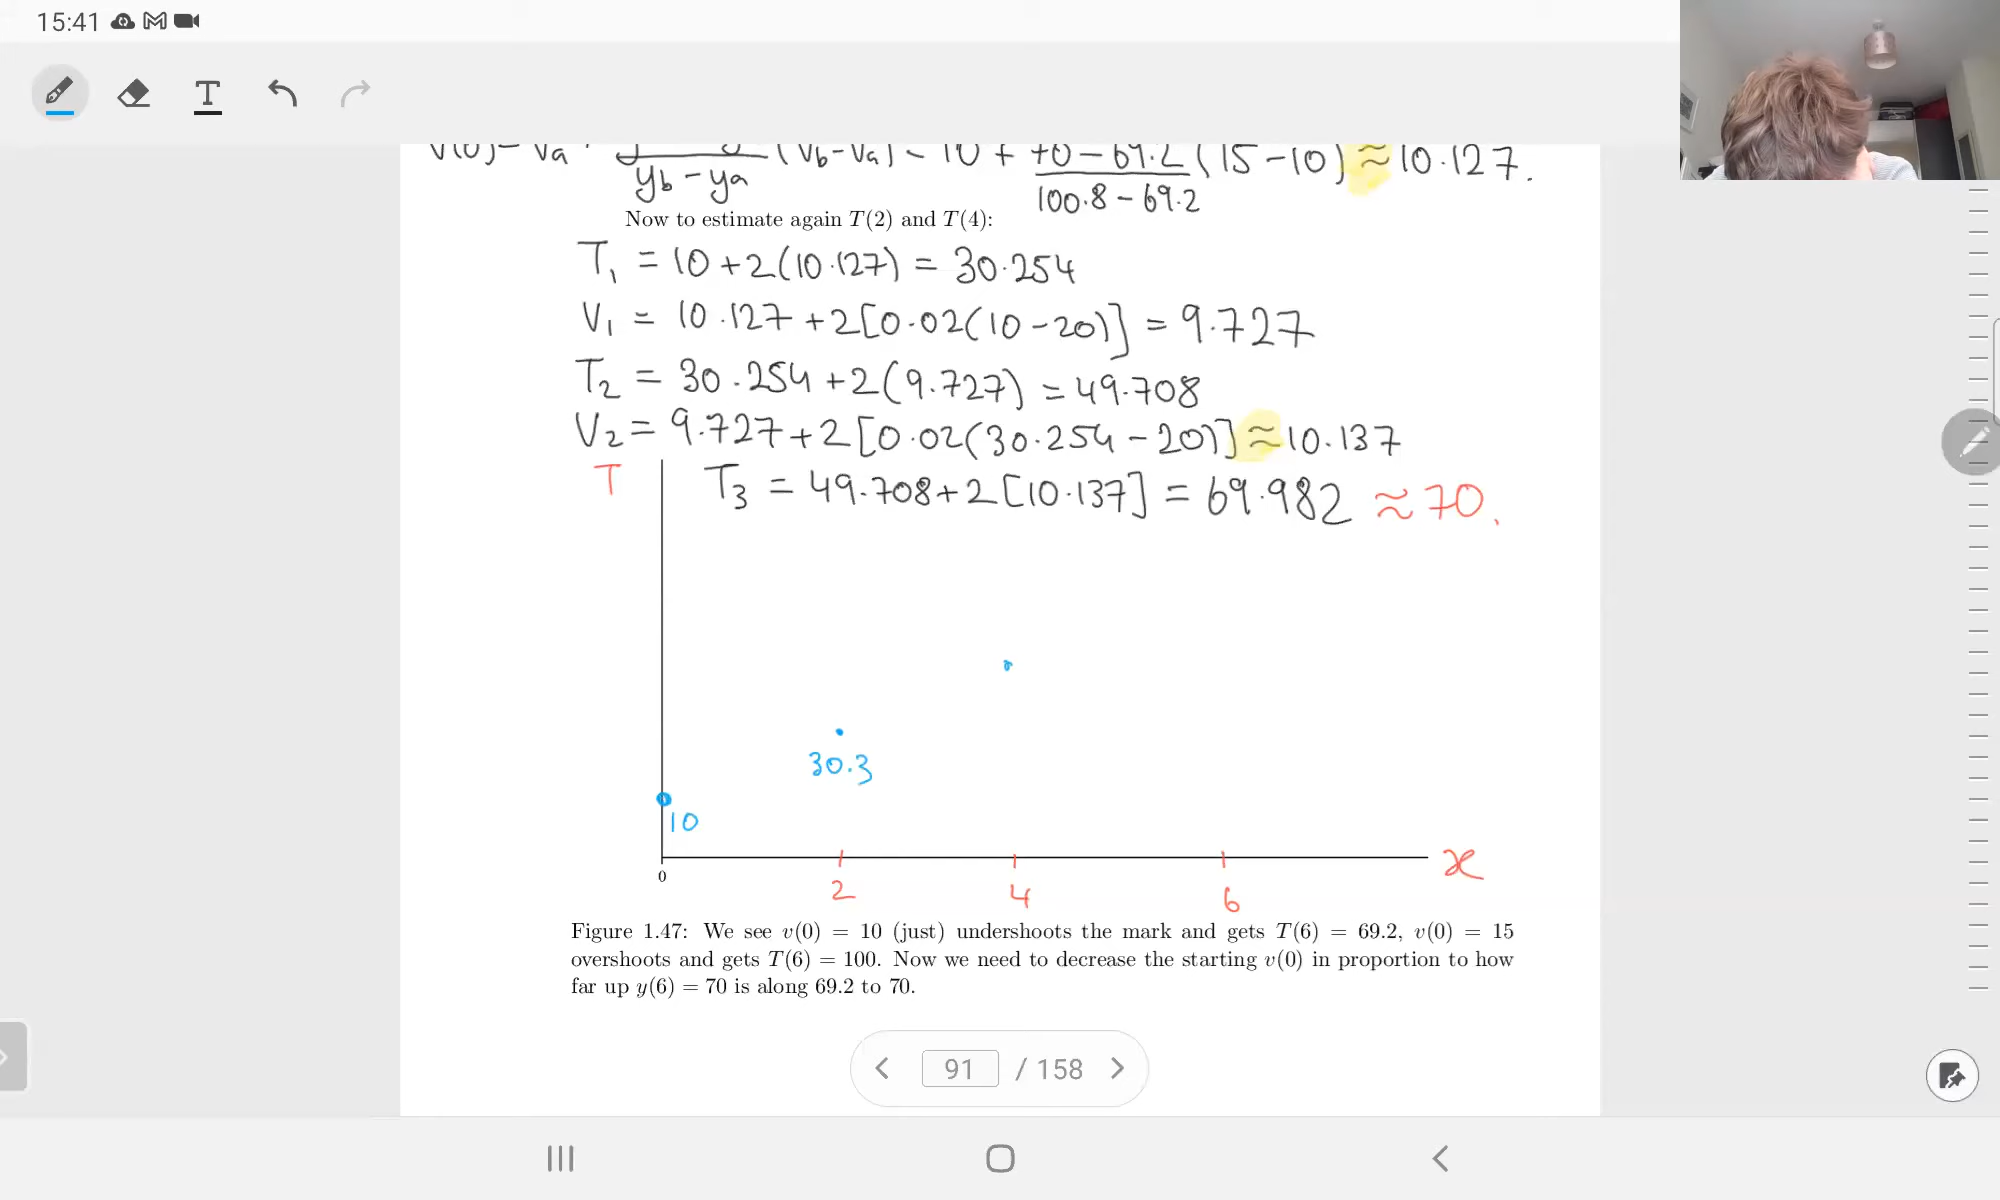 15:41
v(0) = va + (vb - va) = 10 + 70 - 69.2 (15 - 10) ≈ 10.127.
yb - ya
100.8 - 69.2
Now to estimate again T(2) and T(4):
T₁ = 10 + 2(10.127) = 30.254
V₁ = 10.127 + 2[0.02(10 - 20)] = 9.727
T₂ = 30.254 + 2(9.727) = 49.708
V₂ = 9.727 + 2[0.02(30.254 - 20)] ≈ 10.137
T
T₃ = 49.708 + 2[10.137] = 69.982 ≈ 70.
30.3
10
0
2
4
6
x
Figure 1.47: We see v(0) = 10 (just) undershoots the mark and gets T(6) = 69.2, v(0) = 15
overshoots and gets T(6) = 100. Now we need to decrease the starting v(0) in proportion to how
far up y(6) = 70 is along 69.2 to 70.
91 / 158